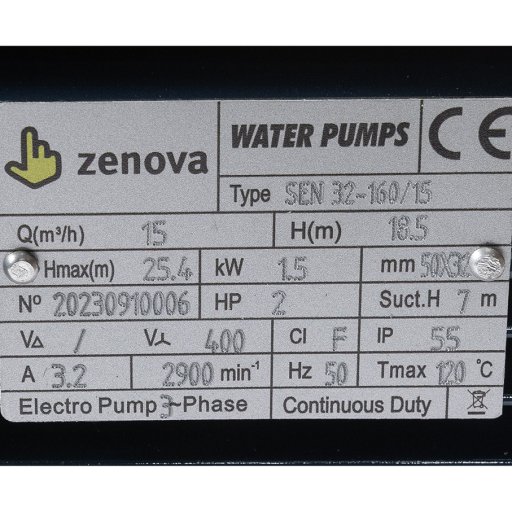 zenova
WATER PUMPS CE
Type SEN 32-160/15
Q(m³/h) 15 H(m) 18.5
Hmax(m) 25.4 kW 1.5 mm 50X32
Nº 20230910006 HP 2 Suct.H 7 m
V△ / V⅄ 400 Cl F IP 55
A 3.2 2900 min⁻¹ Hz 50 Tmax 120 °C
Electro Pump 3~Phase Continuous Duty